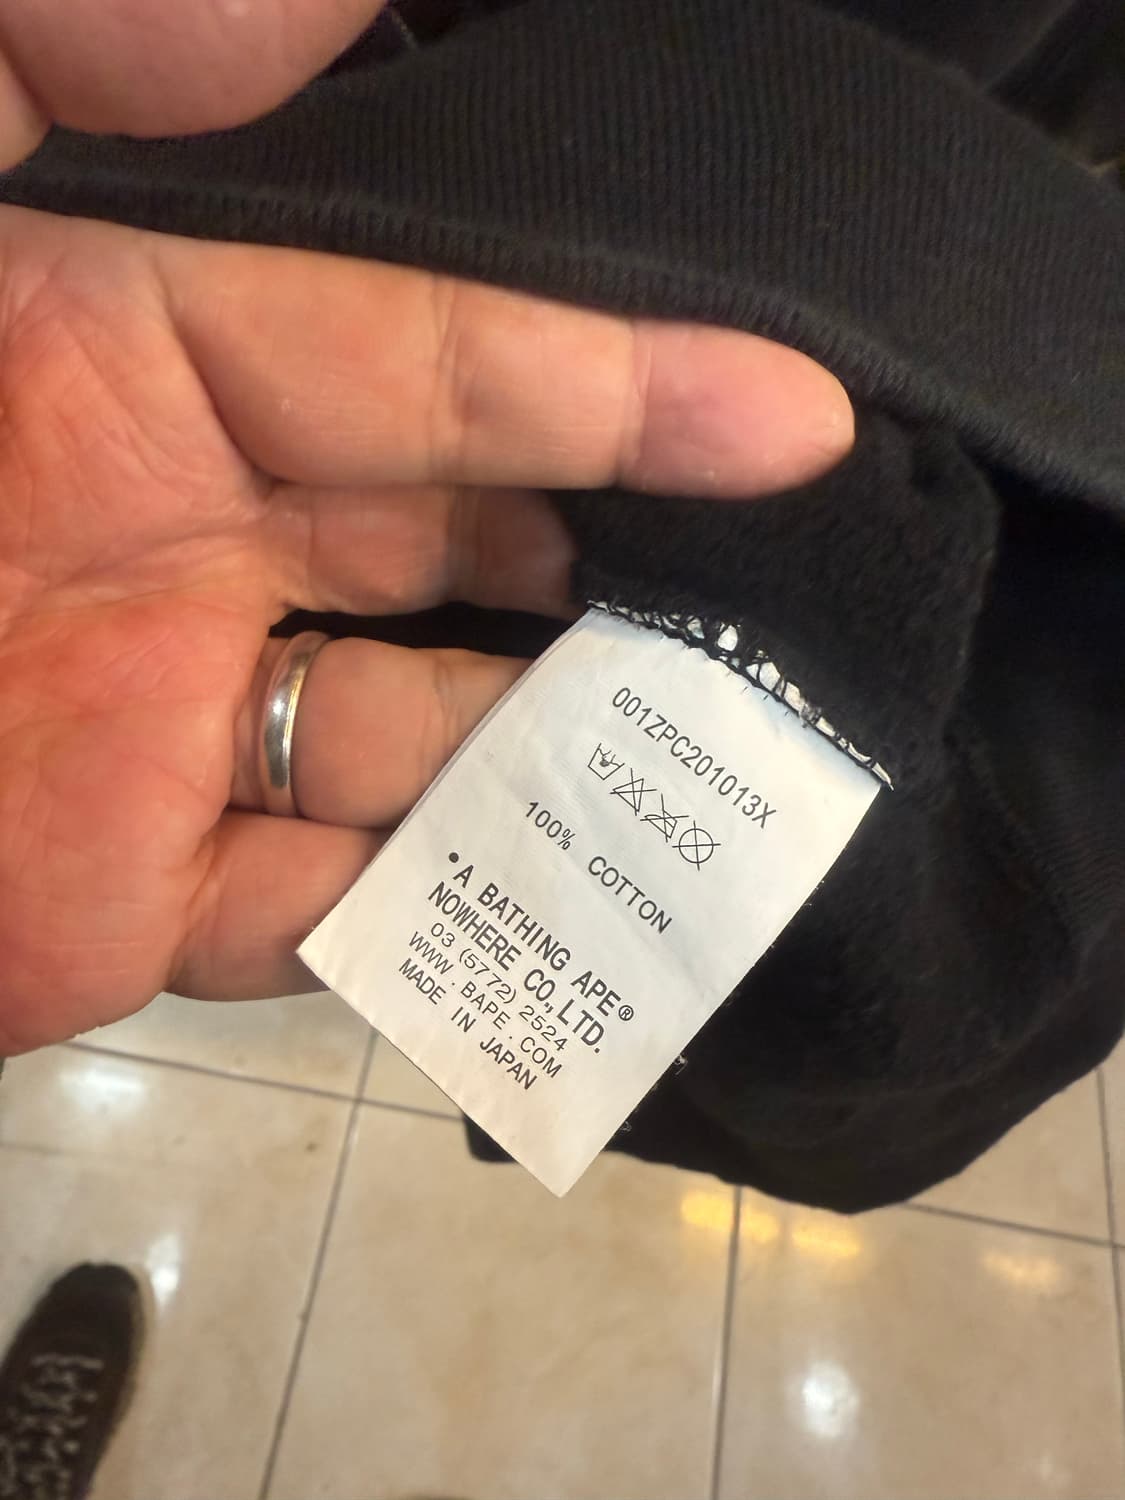 001ZPC201013X
100% COTTON
•A BATHING APE®
NOWHERE CO., LTD.
03 (5772) 2524
WWW . BAPE . COM
MADE IN JAPAN